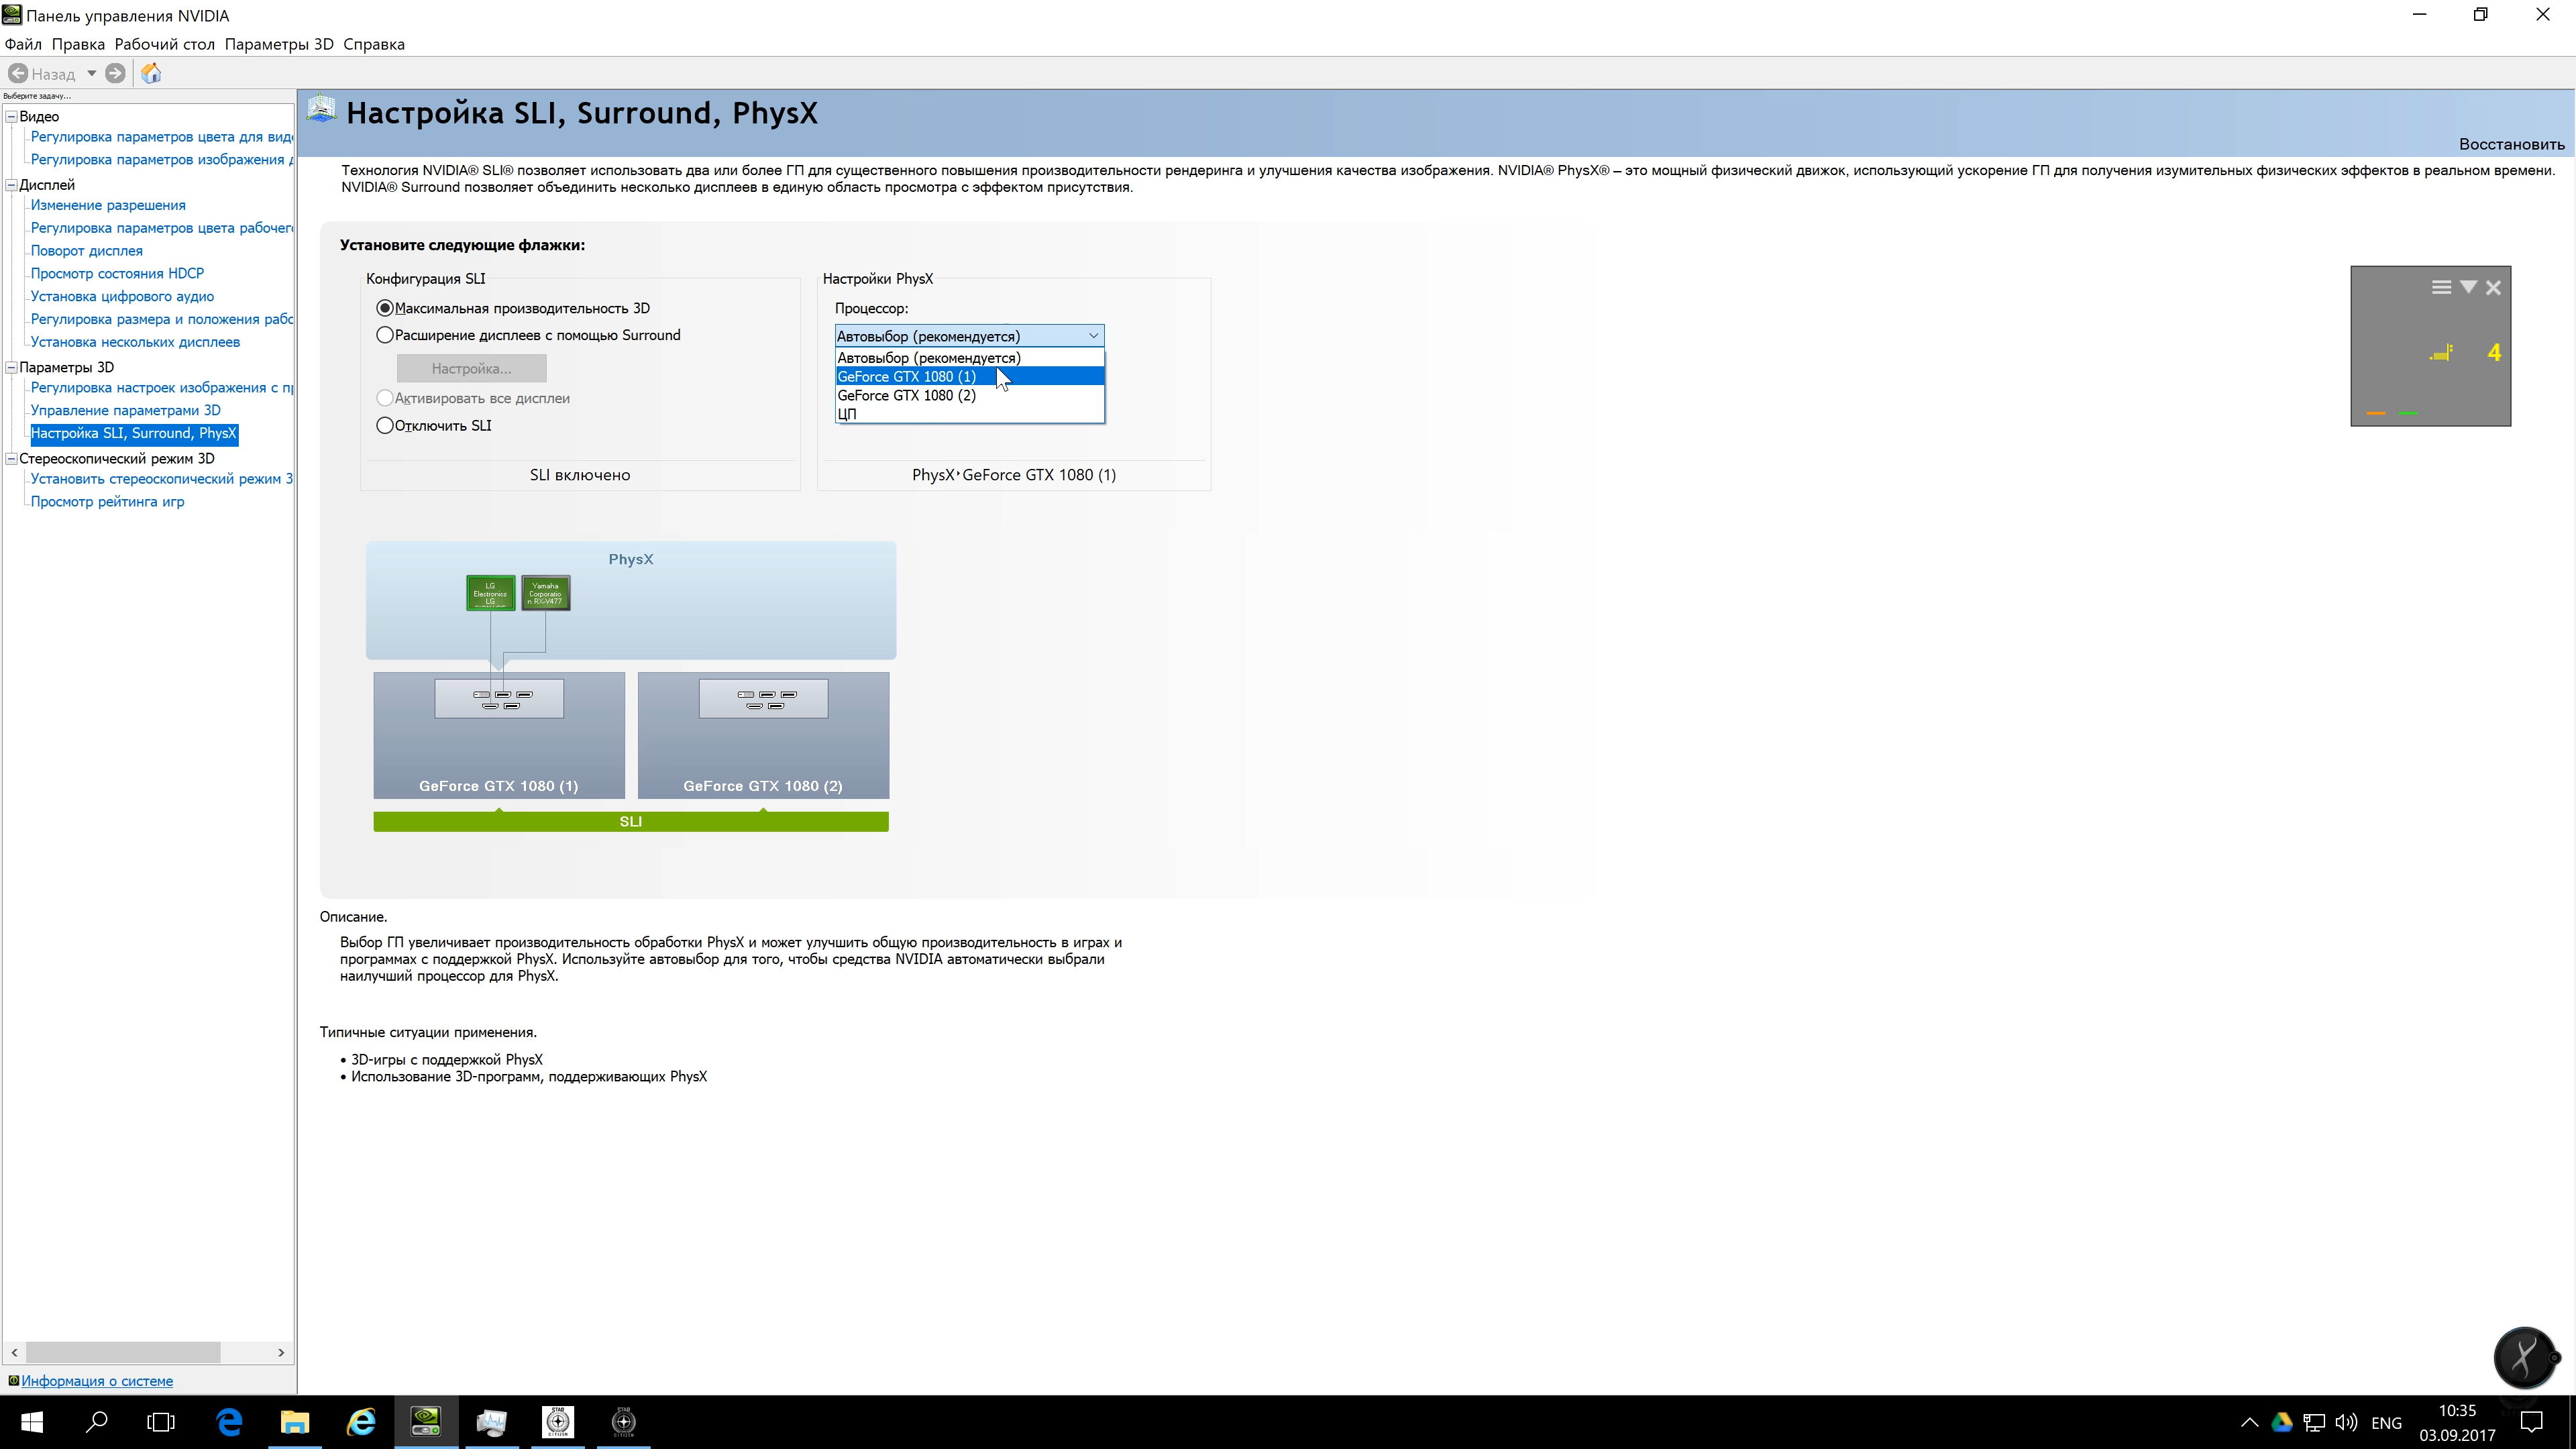 Панель управления NVIDIA
Файл Правка Рабочий стол Параметры 3D Справка
Назад
Выберите задачу...
Видео
Регулировка параметров цвета для вид
Регулировка параметров изображения д
Дисплей
Изменение разрешения
Регулировка параметров цвета рабочег
Поворот дисплея
Просмотр состояния HDCP
Установка цифрового аудио
Регулировка размера и положения рабо
Установка нескольких дисплеев
Параметры 3D
Регулировка настроек изображения с п
Управление параметрами 3D
Настройка SLI, Surround, PhysX
Стереоскопический режим 3D
Установить стереоскопический режим 3
Просмотр рейтинга игр
Информация о системе
Настройка SLI, Surround, PhysX
Восстановить
Технология NVIDIA® SLI® позволяет использовать два или более ГП для существенного повышения производительности рендеринга и улучшения качества изображения. NVIDIA® PhysX® – это мощный физический движок, использующий ускорение ГП для получения изумительных физических эффектов в реальном времени.
NVIDIA® Surround позволяет объединить несколько дисплеев в единую область просмотра с эффектом присутствия.
Установите следующие флажки:
Конфигурация SLI
Максимальная производительность 3D
Расширение дисплеев с помощью Surround
Настройка...
Активировать все дисплеи
Отключить SLI
SLI включено
Настройки PhysX
Процессор:
Автовыбор (рекомендуется)
Автовыбор (рекомендуется)
GeForce GTX 1080 (1)
GeForce GTX 1080 (2)
ЦП
PhysX GeForce GTX 1080 (1)
4
PhysX
LG
Electronics
LG
Yamaha
Corporatio
n RX-V477
GeForce GTX 1080 (1)
GeForce GTX 1080 (2)
SLI
Описание.
Выбор ГП увеличивает производительность обработки PhysX и может улучшить общую производительность в играх и
программах с поддержкой PhysX. Используйте автовыбор для того, чтобы средства NVIDIA автоматически выбрали
наилучший процессор для PhysX.
Типичные ситуации применения.
• 3D-игры с поддержкой PhysX
• Использование 3D-программ, поддерживающих PhysX
STAR
CITIZEN
STAR
CITIZEN
ENG
10:35
03.09.2017